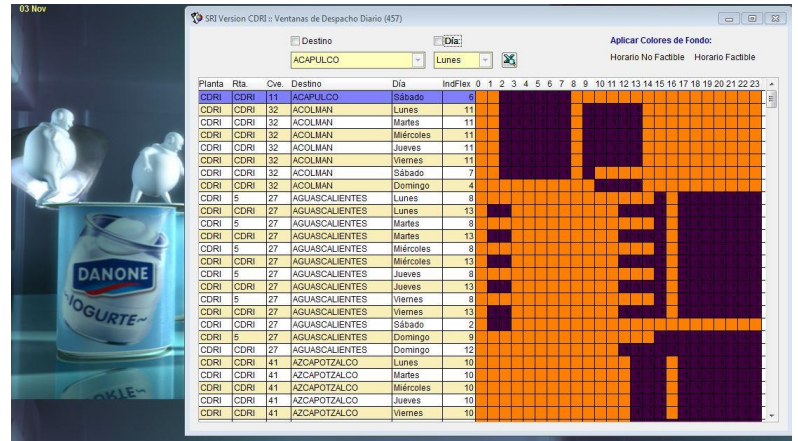 03 Nov
SRI Version CDRI :: Ventanas de Despacho Diario (457)
Destino Día: Aplicar Colores de Fondo:
ACAPULCO Lunes Horario No Factible Horario Factible
Planta Rta. Cve. Destino Día IndFlex 0 1 2 3 4 5 6 7 8 9 10 11 12 13 14 15 16 17 18 19 20 21 22 23
CDRI CDRI 11 ACAPULCO Sábado 6
CDRI CDRI 32 ACOLMAN Lunes 11
CDRI CDRI 32 ACOLMAN Martes 11
CDRI CDRI 32 ACOLMAN Miércoles 11
CDRI CDRI 32 ACOLMAN Jueves 11
CDRI CDRI 32 ACOLMAN Viernes 11
CDRI CDRI 32 ACOLMAN Sábado 7
CDRI CDRI 32 ACOLMAN Domingo 4
CDRI 5 27 AGUASCALIENTES Lunes 8
CDRI CDRI 27 AGUASCALIENTES Lunes 13
CDRI 5 27 AGUASCALIENTES Martes 8
CDRI CDRI 27 AGUASCALIENTES Martes 13
CDRI 5 27 AGUASCALIENTES Miércoles 8
CDRI CDRI 27 AGUASCALIENTES Miércoles 13
CDRI 5 27 AGUASCALIENTES Jueves 8
CDRI CDRI 27 AGUASCALIENTES Jueves 13
CDRI 5 27 AGUASCALIENTES Viernes 8
CDRI CDRI 27 AGUASCALIENTES Viernes 13
CDRI CDRI 27 AGUASCALIENTES Sábado 2
CDRI 5 27 AGUASCALIENTES Domingo 9
CDRI CDRI 27 AGUASCALIENTES Domingo 12
CDRI CDRI 41 AZCAPOTZALCO Lunes 10
CDRI CDRI 41 AZCAPOTZALCO Martes 10
CDRI CDRI 41 AZCAPOTZALCO Miércoles 10
CDRI CDRI 41 AZCAPOTZALCO Jueves 10
CDRI CDRI 41 AZCAPOTZALCO Viernes 10
DANONE
~YOGURTE~